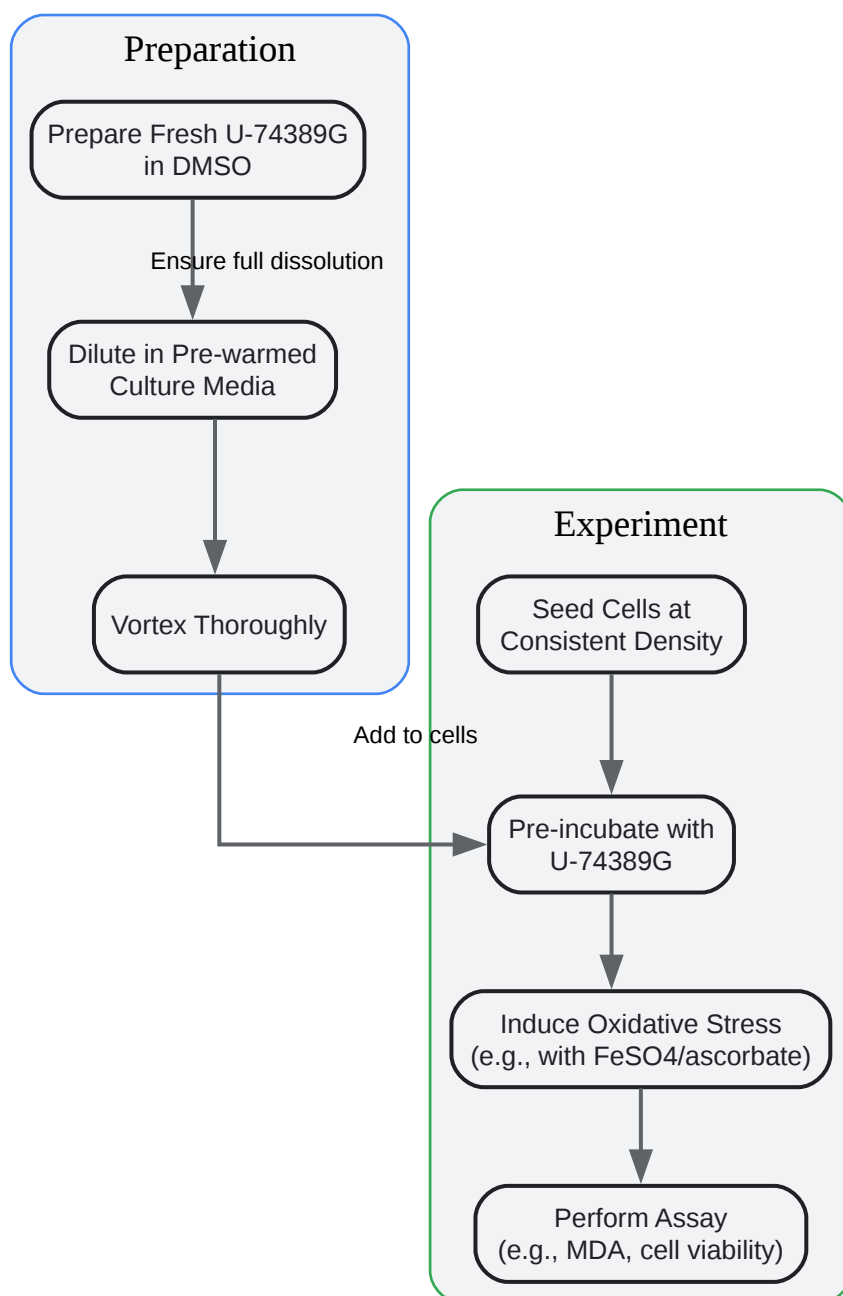 Preparation
Prepare Fresh U-74389G
in DMSO
Ensure full dissolution
Dilute in Pre-warmed
Culture Media
Vortex Thoroughly
Add to cells
Experiment
Seed Cells at
Consistent Density
Pre-incubate with
U-74389G
Induce Oxidative Stress
(e.g., with FeSO4/ascorbate)
Perform Assay
(e.g., MDA, cell viability)